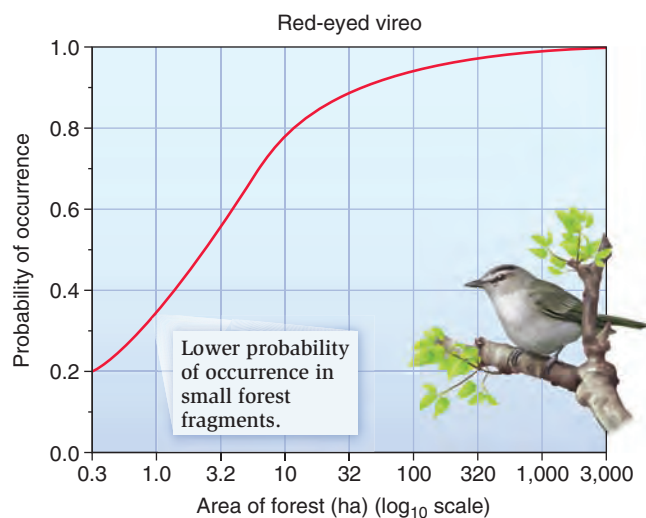 Red-eyed vireo
Probability of occurrence
1.0
0.8
0.6
0.4
0.2
0.0
Lower probability
of occurrence in
small forest
fragments.
0.3 1.0 3.2 10 32 100 320 1,000 3,000
Area of forest (ha) (log10 scale)